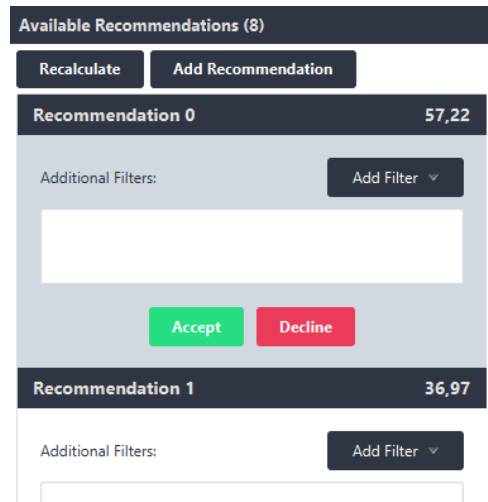 Available Recommendations (8)
Recalculate Add Recommendation
Recommendation 0 57,22
Additional Filters: Add Filter
Accept Decline
Recommendation 1 36,97
Additional Filters: Add Filter